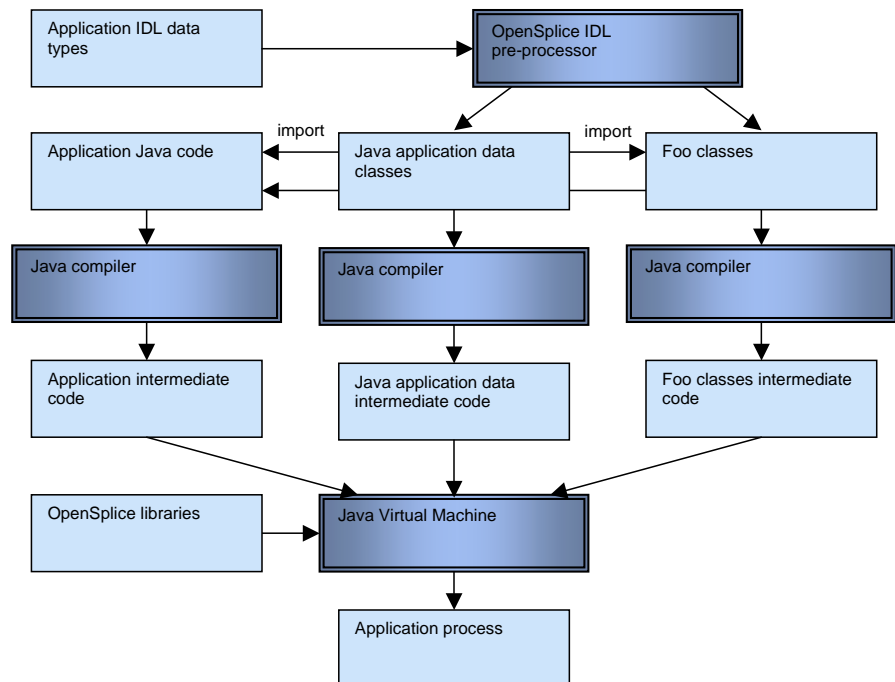 Application IDL data
types
OpenSplice IDL
pre-processor
import
import
Application Java code
Java application data
classes
Foo classes
Java compiler
Java compiler
Java compiler
Application intermediate
code
Java application data
intermediate code
Foo classes intermediate
code
OpenSplice libraries
Java Virtual Machine
Application process